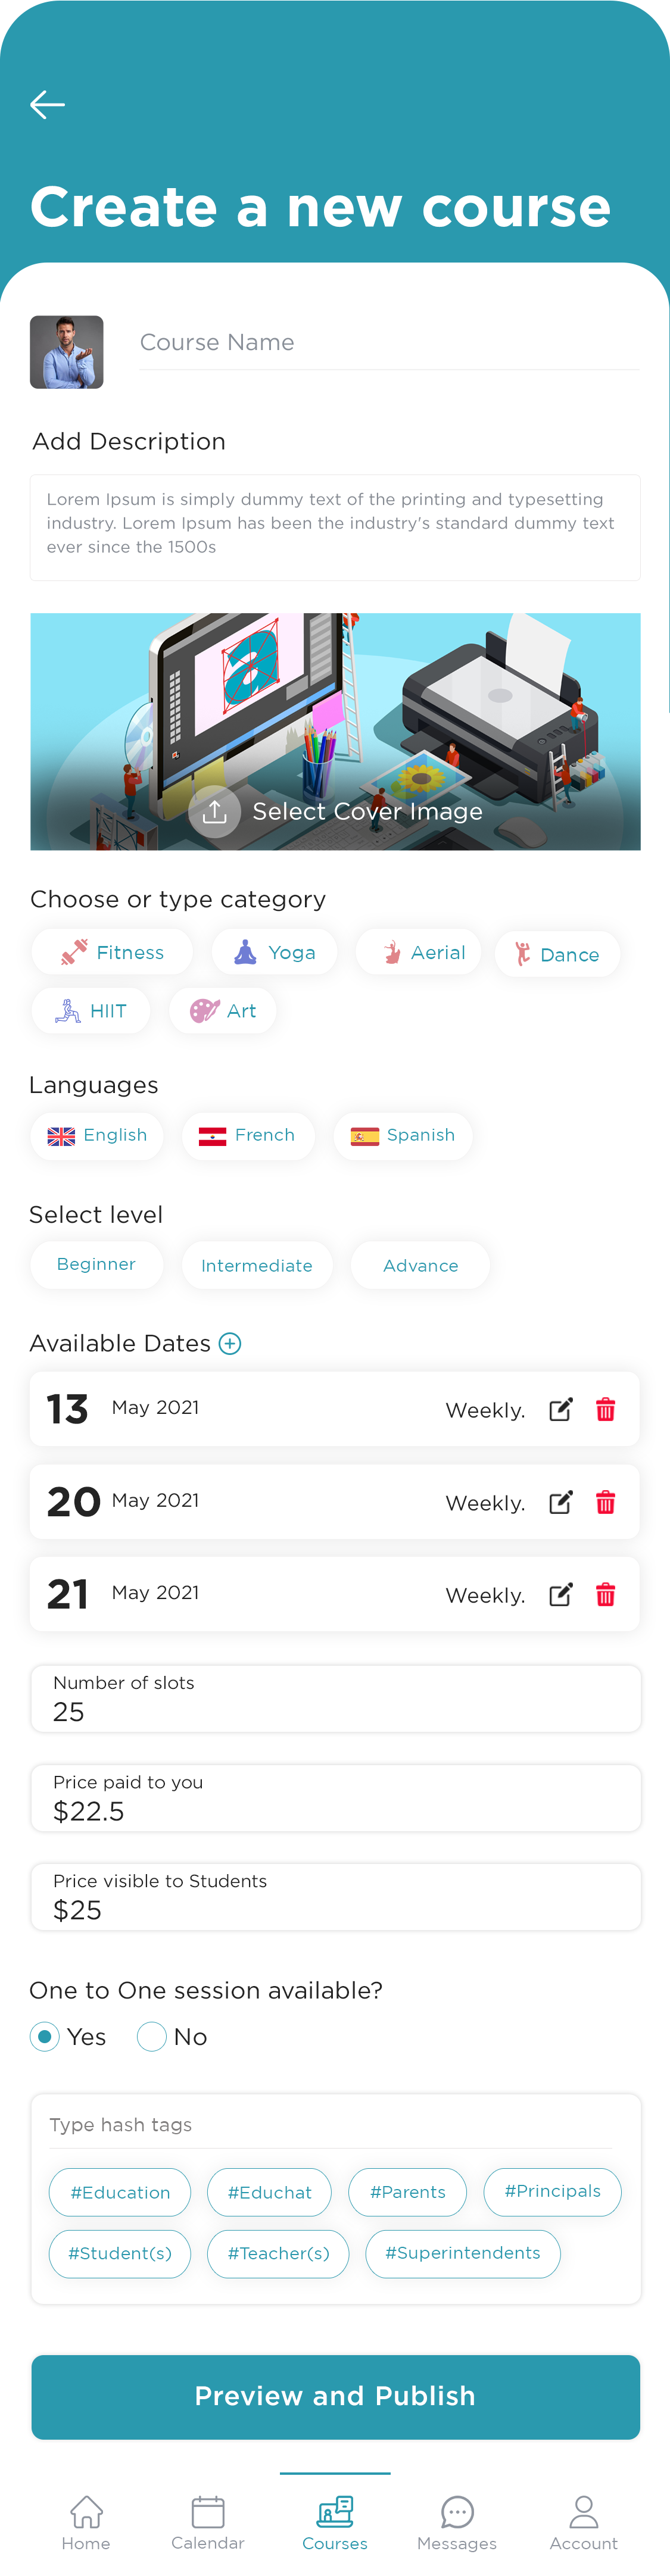 Create a new course
Course Name
Add Description
Lorem Ipsum is simply dummy text of the printing and typesetting
industry. Lorem Ipsum has been the industry's standard dummy text
ever since the 1500s
a
Select Cover Image
Choose or type category
Fitness Yoga Aerial Dance
HIIT Art
Languages
English French Spanish
Select level
Beginner Intermediate Advance
Available Dates
13 May 2021 Weekly.
20 May 2021 Weekly.
21 May 2021 Weekly.
Number of slots
25
Price paid to you
$22.5
Price visible to Students
$25
One to One session available?
Yes No
Type hash tags
#Education #Educhat #Parents #Principals
#Student(s) #Teacher(s) #Superintendents
Preview and Publish
Home Calendar Courses Messages Account